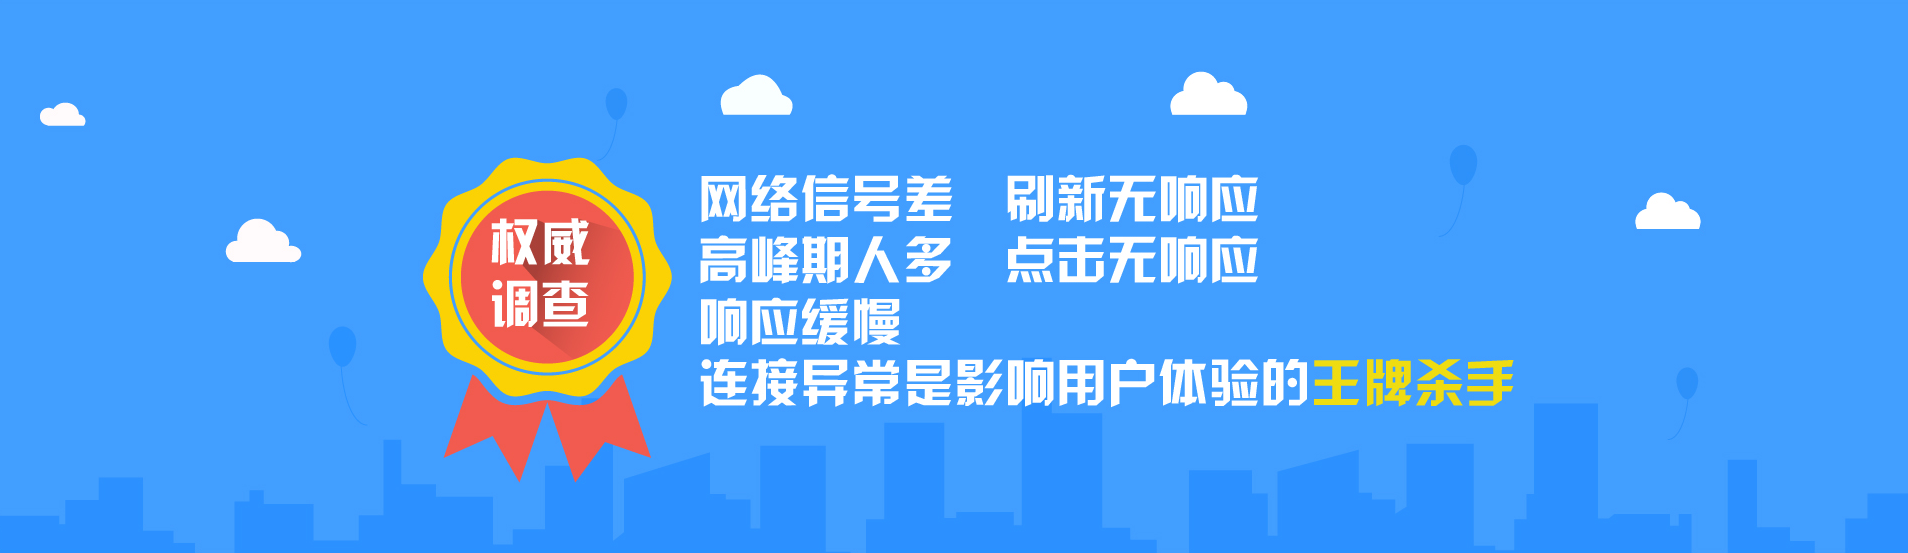 权威
调查
网络信号差 刷新无响应
高峰期人多 点击无响应
响应缓慢
连接异常是影响用户体验的王牌杀手